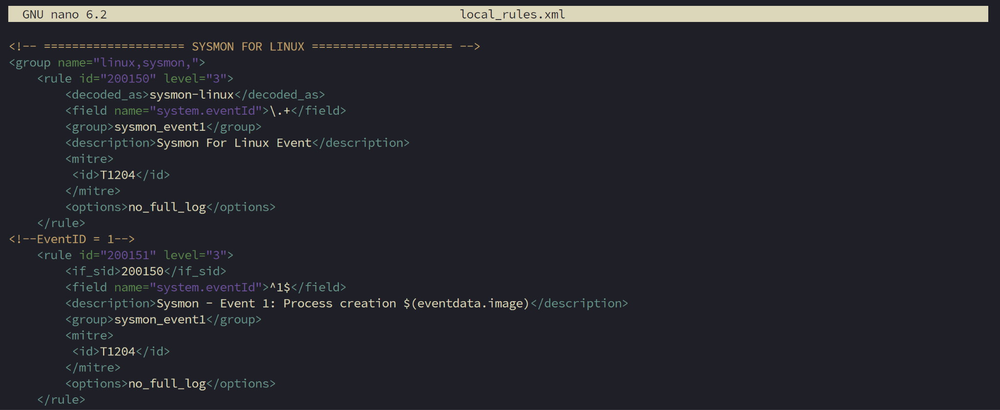 GNU nano 6.2 local_rules.xml
<!-- ==================== SYSMON FOR LINUX ==================== -->
<group name="linux,sysmon,">
    <rule id="200150" level="3">
        <decoded_as>sysmon-linux</decoded_as>
        <field name="system.eventId">\.+</field>
        <group>sysmon_event1</group>
        <description>Sysmon For Linux Event</description>
        <mitre>
         <id>T1204</id>
        </mitre>
        <options>no_full_log</options>
    </rule>
<!--EventID = 1-->
    <rule id="200151" level="3">
        <if_sid>200150</if_sid>
        <field name="system.eventId">^1$</field>
        <description>Sysmon - Event 1: Process creation $(eventdata.image)</description>
        <group>sysmon_event1</group>
        <mitre>
         <id>T1204</id>
        </mitre>
        <options>no_full_log</options>
    </rule>